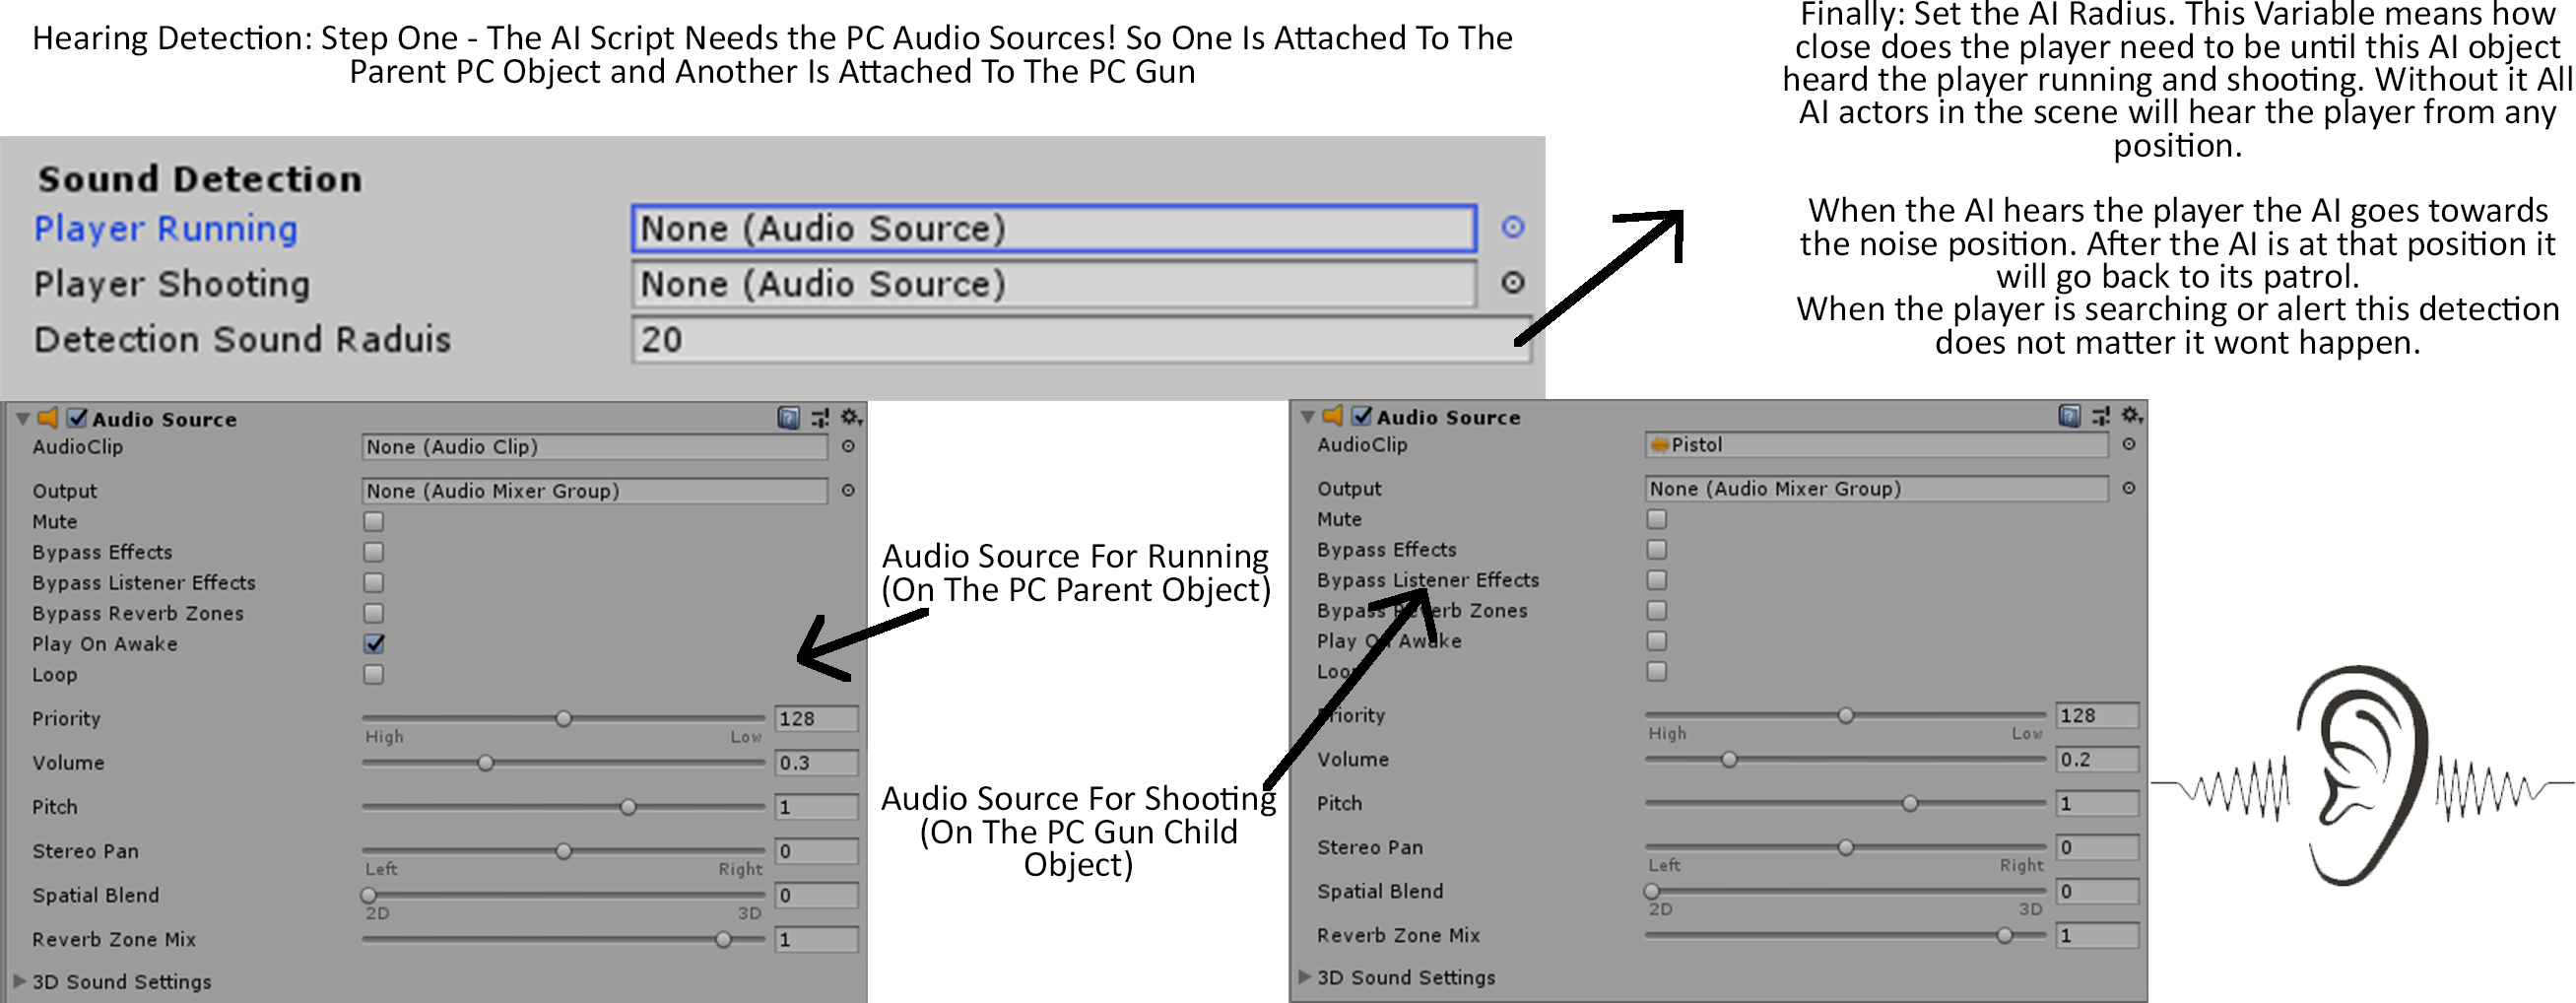 Hearing Detection: Step One - The AI Script Needs the PC Audio Sources! So One Is Attached To The
Parent PC Object and Another Is Attached To The PC Gun
Finally: Set the AI Radius. This Variable means how
close does the player need to be until this AI object
heard the player running and shooting. Without it All
AI actors in the scene will hear the player from any
position.
When the AI hears the player the AI goes towards
the noise position. After the AI is at that position it
will go back to its patrol.
When the player is searching or alert this detection
does not matter it wont happen.
Sound Detection
Player Running None (Audio Source)
Player Shooting None (Audio Source)
Detection Sound Raduis 20
Audio Source
AudioClip None (Audio Clip)
Output None (Audio Mixer Group)
Mute
Bypass Effects
Bypass Listener Effects
Bypass Reverb Zones
Play On Awake
Loop
Priority 128
High Low
Volume 0.3
Pitch 1
Stereo Pan 0
Left Right
Spatial Blend 0
2D 3D
Reverb Zone Mix 1
3D Sound Settings
Audio Source For Running
(On The PC Parent Object)
Audio Source For Shooting
(On The PC Gun Child
Object)
Audio Source
AudioClip Pistol
Output None (Audio Mixer Group)
Mute
Bypass Effects
Bypass Listener Effects
Bypass Reverb Zones
Play On Awake
Loop
Priority 128
High Low
Volume 0.2
Pitch 1
Stereo Pan 0
Left Right
Spatial Blend 0
2D 3D
Reverb Zone Mix 1
3D Sound Settings